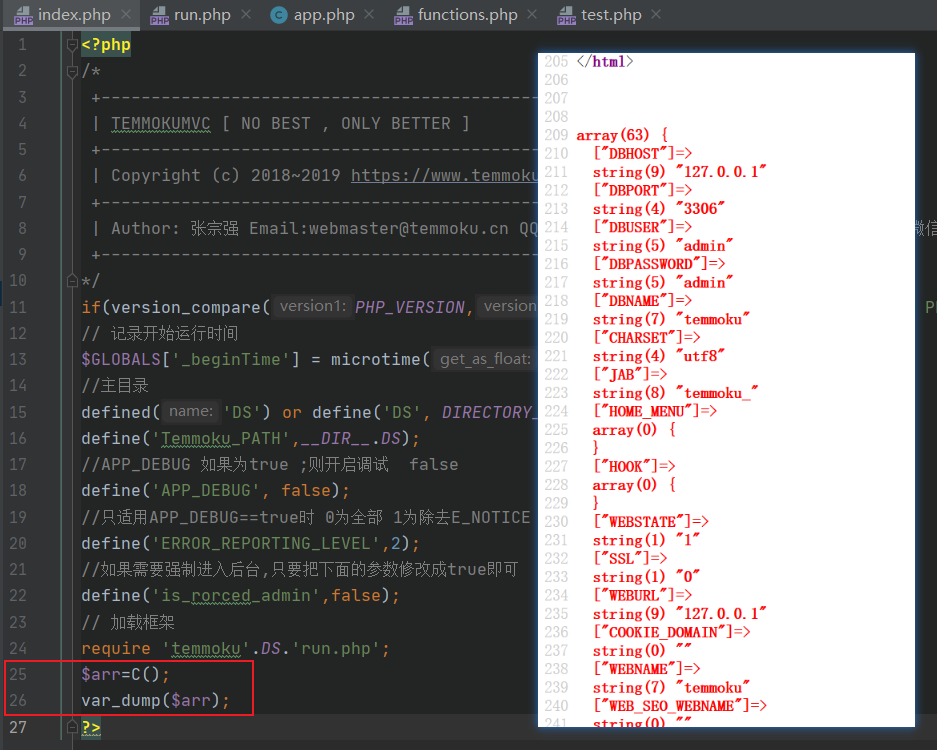 index.php
run.php
app.php
functions.php
test.php
1 <?php
2 /*
3 +--------------------------------------------
4 | TEMMOKUMVC [ NO BEST , ONLY BETTER ]
5 +--------------------------------------------
6 | Copyright (c) 2018~2019 https://www.temmoku
7 +--------------------------------------------
8 | Author: 张宗强 Email:webmaster@temmoku.cn QQ 微信
9 +--------------------------------------------
10 */
11 if(version_compare( version1: PHP_VERSION, version P
12 // 记录开始运行时间
13 $GLOBALS['_beginTime'] = microtime( get_as_float:
14 //主目录
15 defined( name: 'DS') or define('DS', DIRECTORY_
16 define('Temmoku_PATH',__DIR__.DS);
17 //APP_DEBUG 如果为true ;则开启调试 false
18 define('APP_DEBUG', false);
19 //只适用APP_DEBUG==true时 0为全部 1为除去E_NOTICE
20 define('ERROR_REPORTING_LEVEL',2);
21 //如果需要强制进入后台,只要把下面的参数修改成true即可
22 define('is_rorced_admin',false);
23 // 加载框架
24 require 'temmoku'.DS.'run.php';
25 $arr=C();
26 var_dump($arr);
27 ?>
205 </html>
206
207
208
209 array(63) {
210 ["DBHOST"]=>
211 string(9) "127.0.0.1"
212 ["DBPORT"]=>
213 string(4) "3306"
214 ["DBUSER"]=>
215 string(5) "admin"
216 ["DBPASSWORD"]=>
217 string(5) "admin"
218 ["DBNAME"]=>
219 string(7) "temmoku"
220 ["CHARSET"]=>
221 string(4) "utf8"
222 ["JAB"]=>
223 string(8) "temmoku_"
224 ["HOME_MENU"]=>
225 array(0) {
226 }
227 ["HOOK"]=>
228 array(0) {
229 }
230 ["WEBSTATE"]=>
231 string(1) "1"
232 ["SSL"]=>
233 string(1) "0"
234 ["WEBURL"]=>
235 string(9) "127.0.0.1"
236 ["COOKIE_DOMAIN"]=>
237 string(0) ""
238 ["WEBNAME"]=>
239 string(7) "temmoku"
240 ["WEB_SEO_WEBNAME"]=>
241 string(0) ""